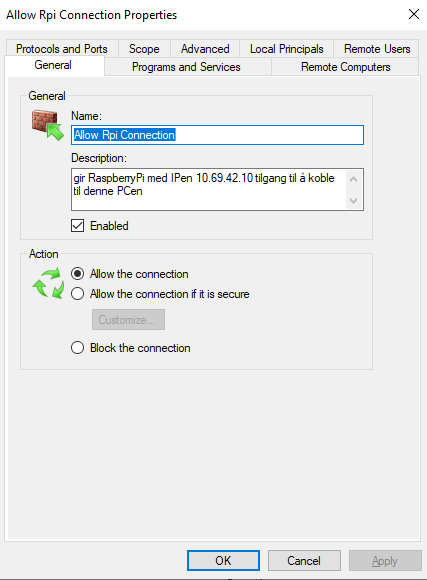 Allow Rpi Connection Properties
Protocols and Ports
Scope
Advanced
Local Principals
Remote Users
General
Programs and Services
Remote Computers
General
Name:
Allow Rpi Connection
Description:
gir RaspberryPi med IPen 10.69.42.10 tilgang til å koble
til denne PCen
Enabled
Action
Allow the connection
Allow the connection if it is secure
Customize...
Block the connection
OK
Cancel
Apply